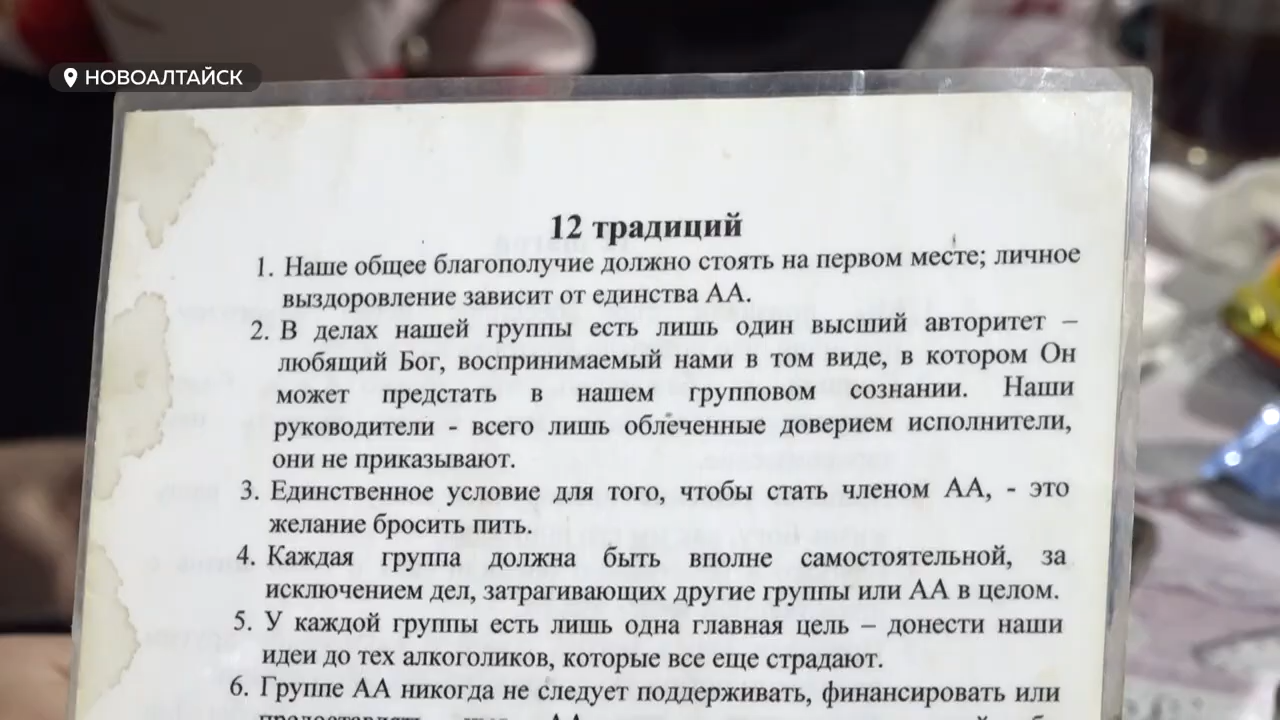 НОВОАЛТАЙСК
12 традиций
1. Наше общее благополучие должно стоять на первом месте; личное
выздоровление зависит от единства АА.
2. В делах нашей группы есть лишь один высший авторитет –
любящий Бог, воспринимаемый нами в том виде, в котором Он
может предстать в нашем групповом сознании. Наши
руководители - всего лишь облеченные доверием исполнители,
они не приказывают.
3. Единственное условие для того, чтобы стать членом АА, - это
желание бросить пить.
4. Каждая группа должна быть вполне самостоятельной, за
исключением дел, затрагивающих другие группы или АА в целом.
5. У каждой группы есть лишь одна главная цель – донести наши
идеи до тех алкоголиков, которые все еще страдают.
6. Группе АА никогда не следует поддерживать, финансировать или